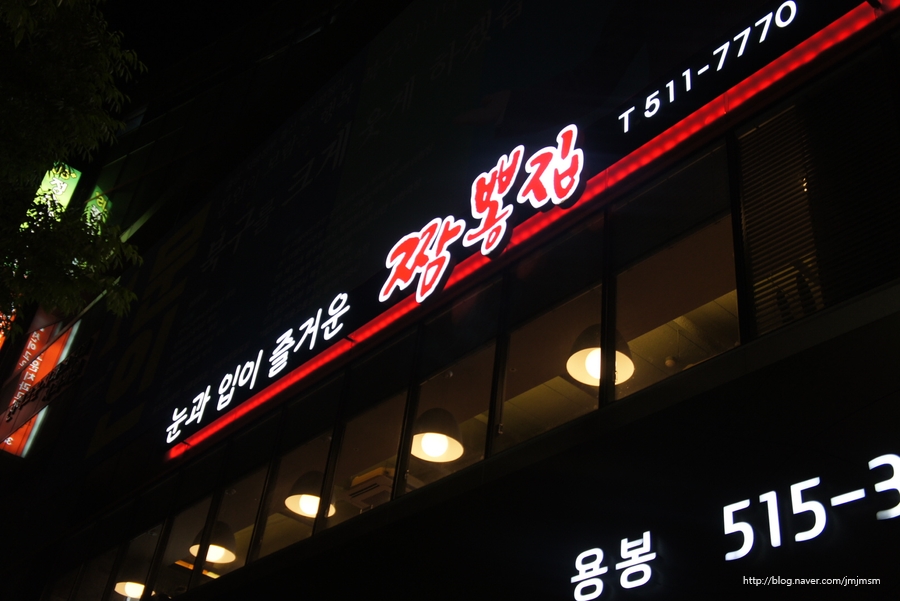 눈과 입이 즐거운 짬뽕집 T 511-7770
용봉 515-3
http://blog.naver.com/jmjmsm